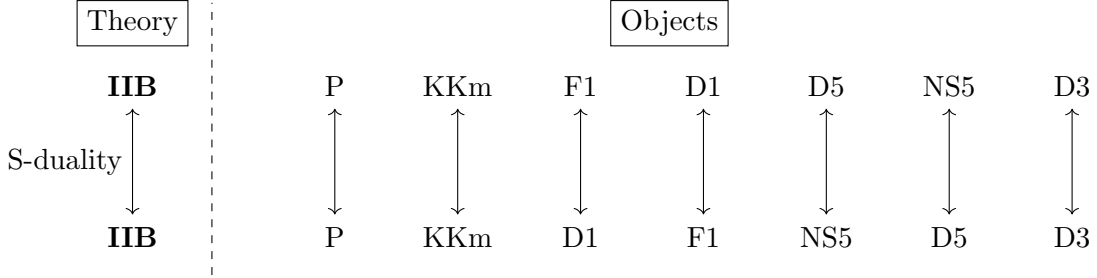 Theory Objects
IIB P KKm F1 D1 D5 NS5 D3
S-duality
IIB P KKm D1 F1 NS5 D5 D3